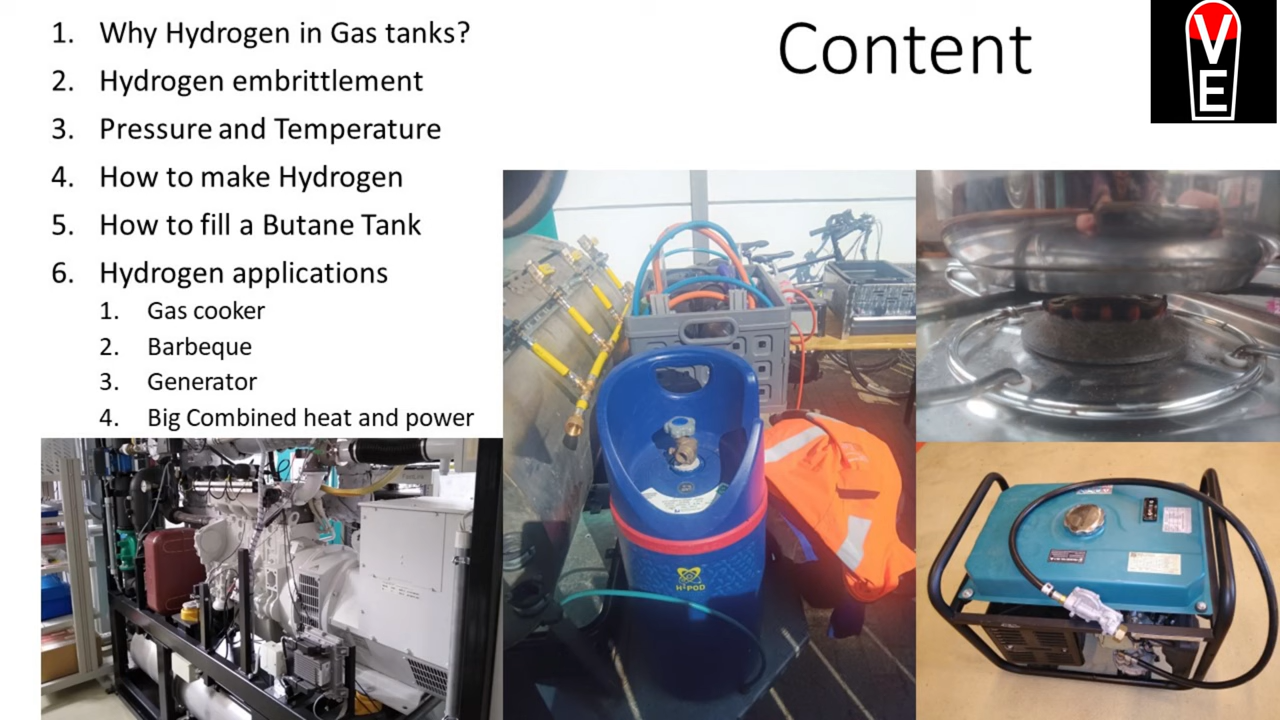 1. Why Hydrogen in Gas tanks?
2. Hydrogen embrittlement
3. Pressure and Temperature
4. How to make Hydrogen
5. How to fill a Butane Tank
6. Hydrogen applications
1. Gas cooker
2. Barbeque
3. Generator
4. Big Combined heat and power
Content
VE
HiPOD